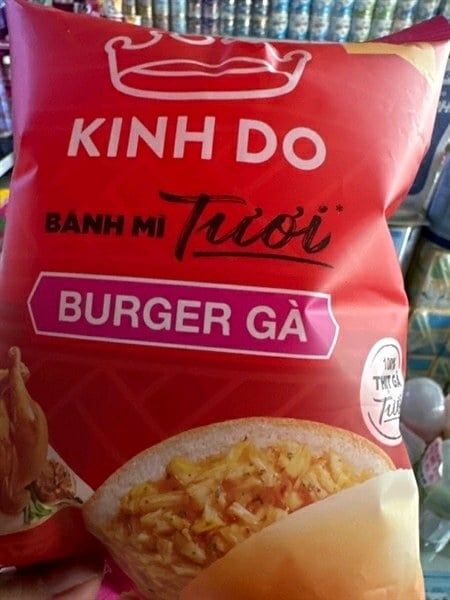 KINH DO
BÁNH MÌ Tươi*
BURGER GÀ
100%
THỊT GÀ
Tươi